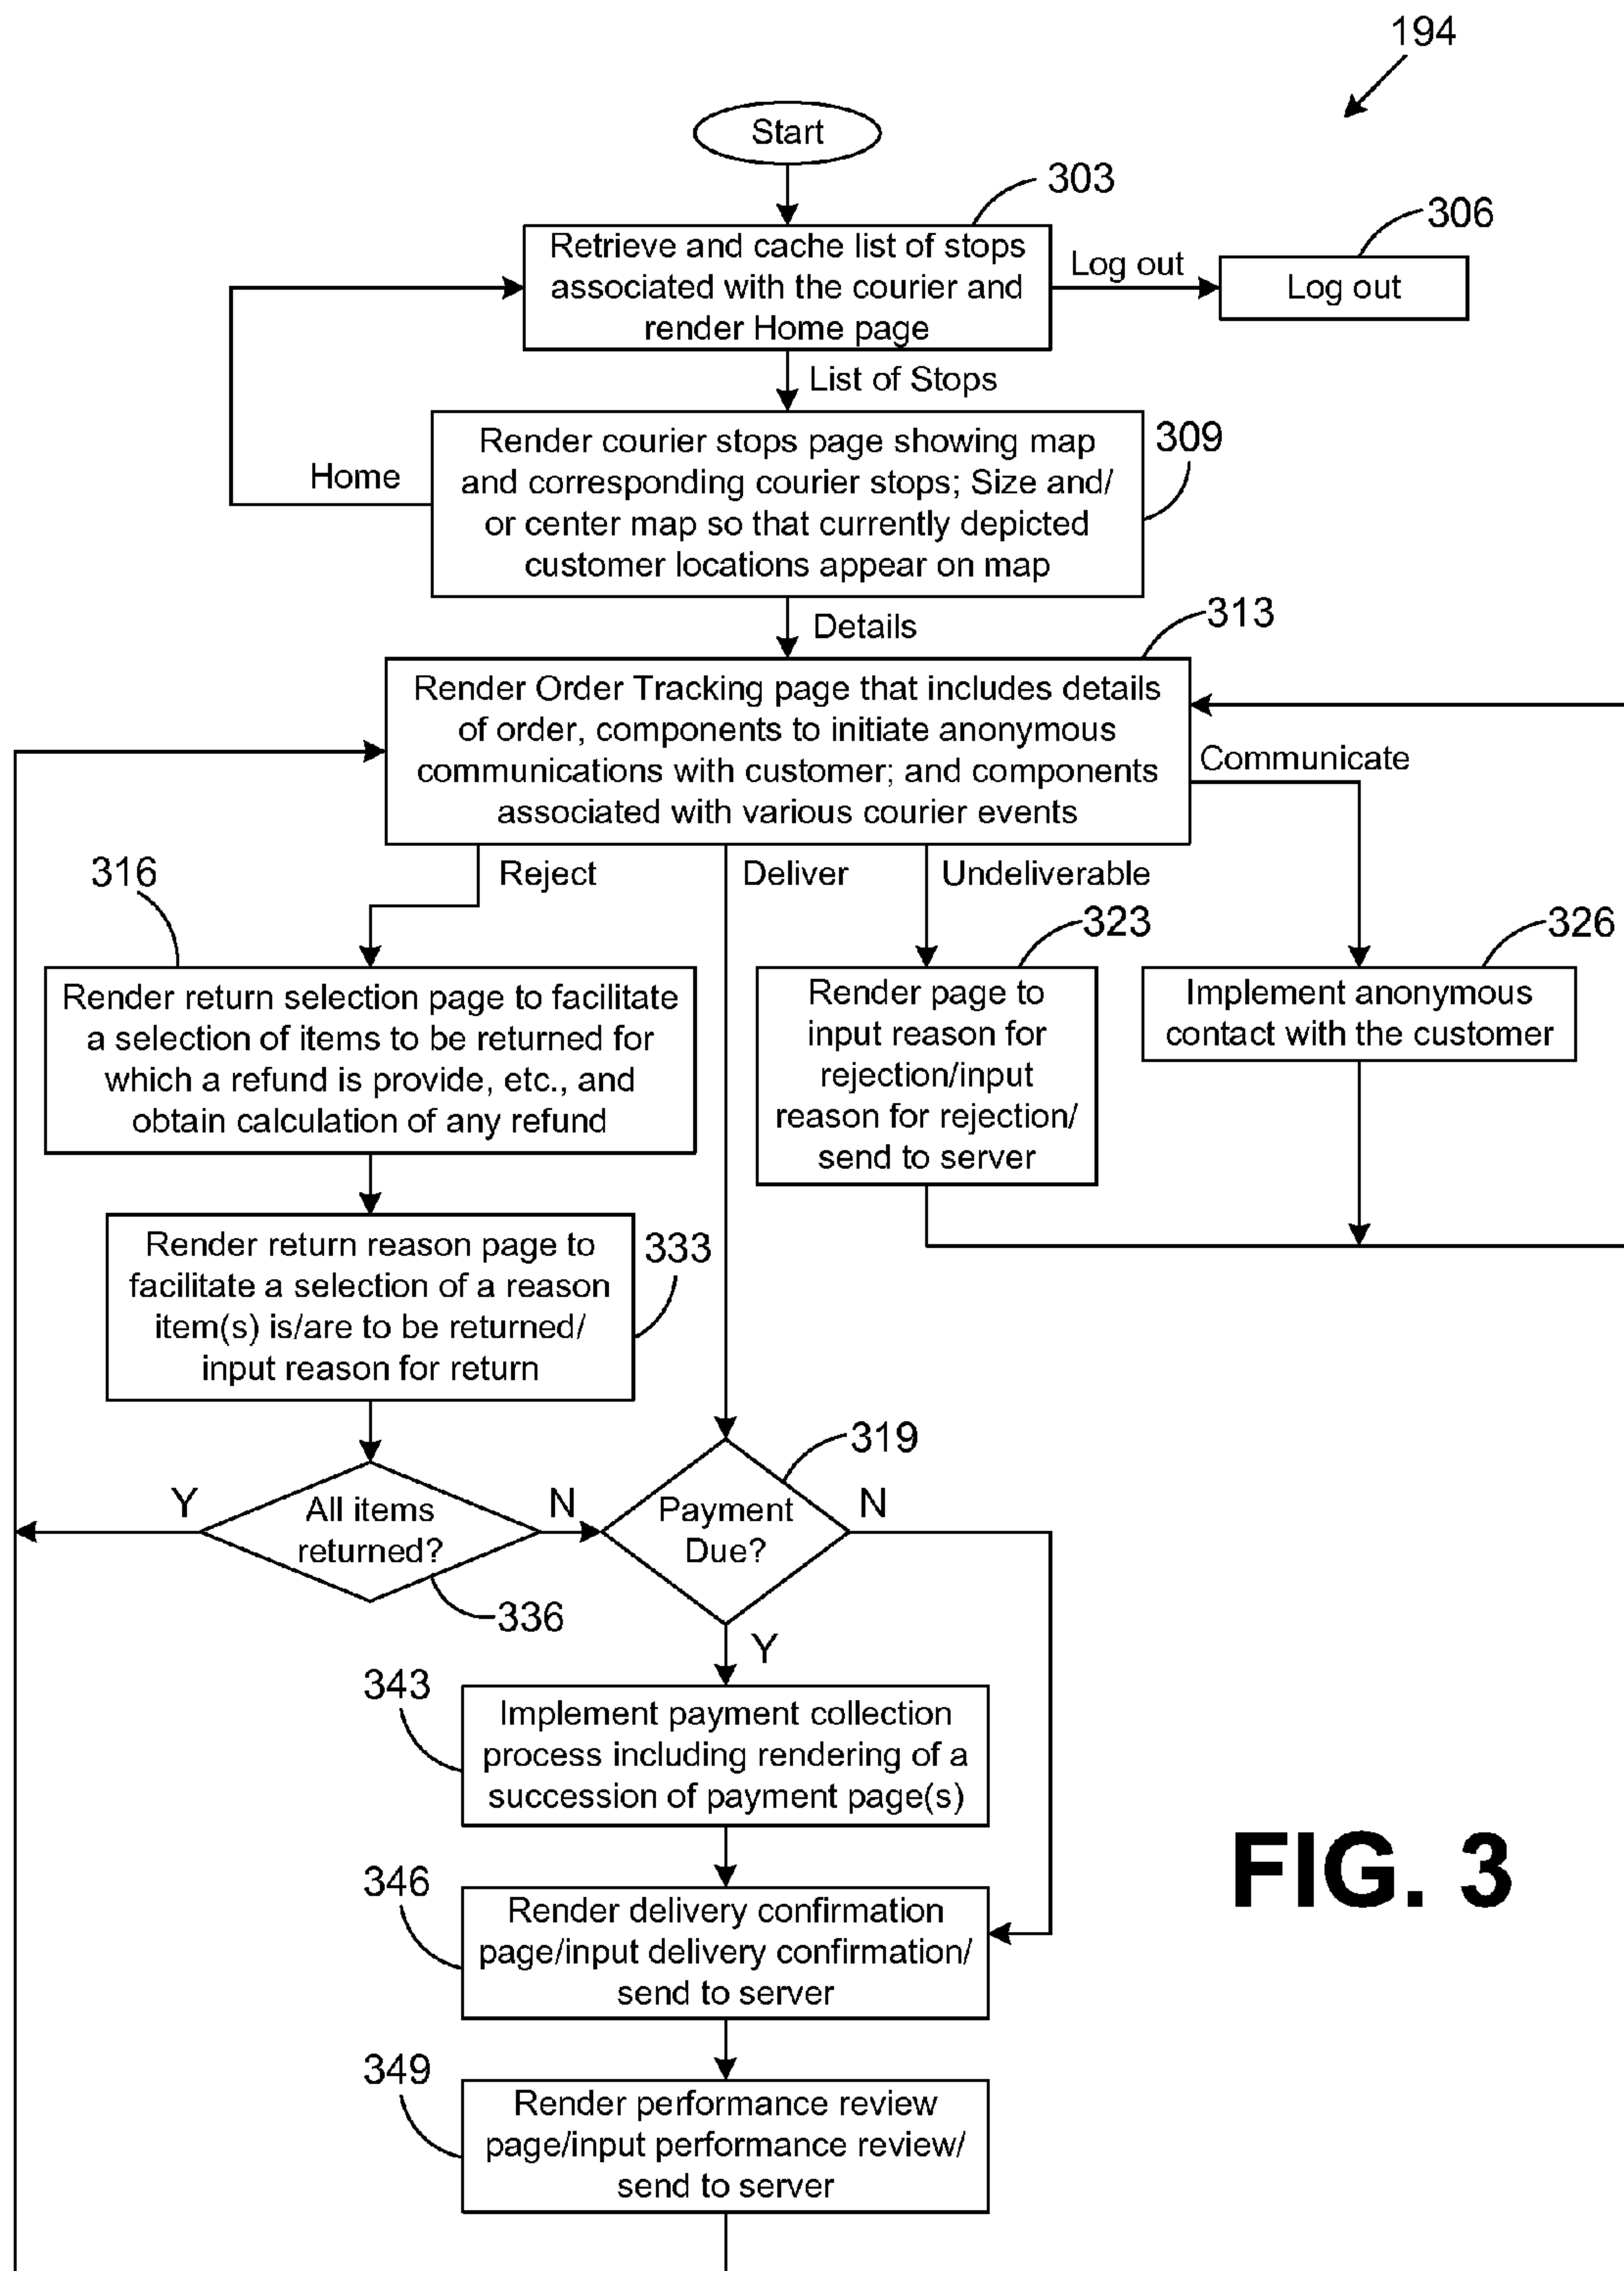 194
Start
303
Retrieve and cache list of stops
associated with the courier and
render Home page
Log out
306
Log out
List of Stops
Home
Render courier stops page showing map
and corresponding courier stops; Size and/
or center map so that currently depicted
customer locations appear on map
309
Details
313
Render Order Tracking page that includes details
of order, components to initiate anonymous
communications with customer; and components
associated with various courier events
Communicate
316
Reject
Deliver
Undeliverable
323
326
Render return selection page to facilitate
a selection of items to be returned for
which a refund is provide, etc., and
obtain calculation of any refund
Render page to
input reason for
rejection/input
reason for rejection/
send to server
Implement anonymous
contact with the customer
Render return reason page to
facilitate a selection of a reason
item(s) is/are to be returned/
input reason for return
333
319
Y
All items
returned?
N
Payment
Due?
N
336
Y
343
Implement payment collection
process including rendering of a
succession of payment page(s)
346
Render delivery confirmation
page/input delivery confirmation/
send to server
FIG. 3
349
Render performance review
page/input performance review/
send to server